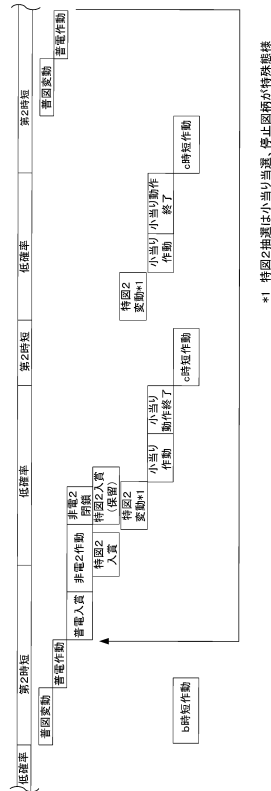 低確率
第2時短
低確率
第2時短
低確率
第2時短
普図変動
普図変動
普電作動
普電作動
普電入賞
非電2作動
非電2
閉鎖
特図2
入賞
特図2入賞
(保留)
特図2
変動*1
特図2
変動*1
小当り
作動
小当り
動作終了
小当り
作動
小当り動作
終了
b時短作動
c時短作動
c時短作動
*1 特図2抽選は小当り当選、停止図柄が特殊態様